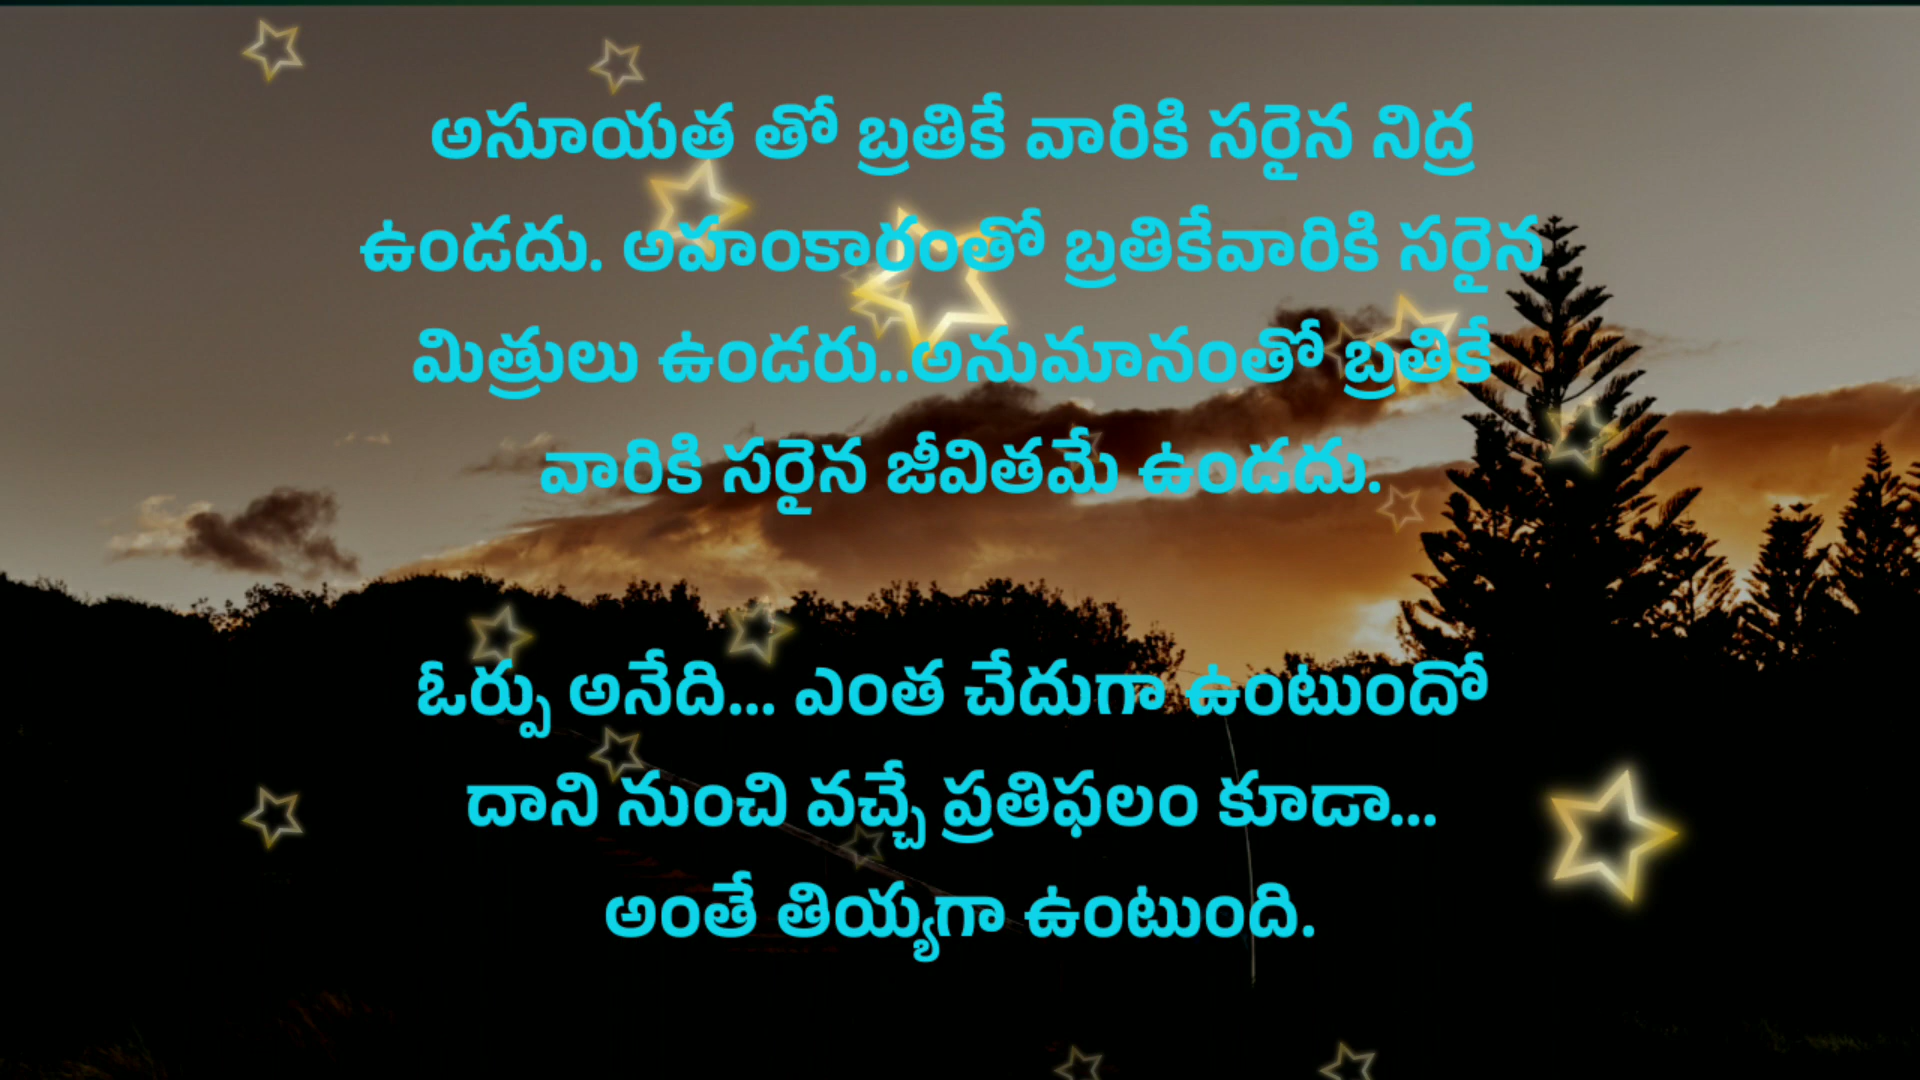 అసూయత తో బ్రతికే వారికి సరైన నిద్ర
ఉండదు. అహంకారంతో బ్రతికేవారికి సరైన
మిత్రులు ఉండరు..అనుమానంతో బ్రతికే
వారికి సరైన జీవితమే ఉండదు.
ఓర్పు అనేది... ఎంత చేదుగా ఉంటుందో
దాని నుంచి వచ్చే ప్రతిఫలం కూడా...
అంతే తియ్యగా ఉంటుంది.